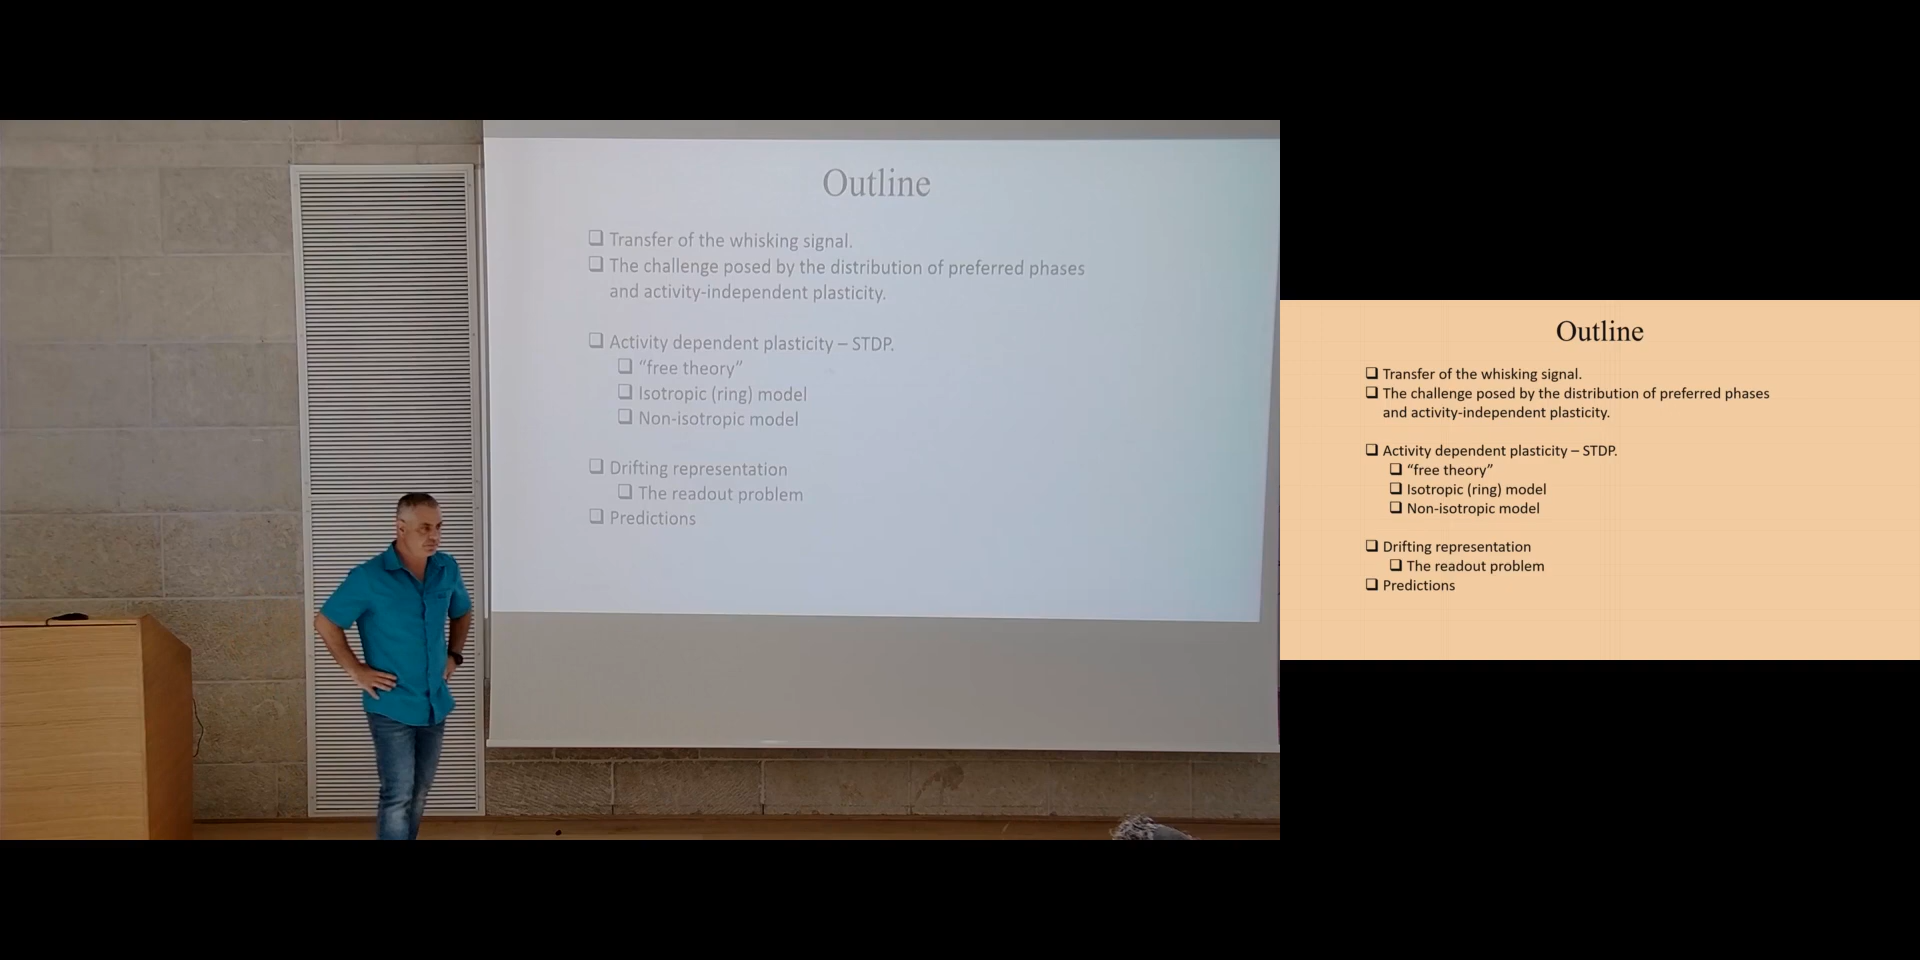 Outline
❑ Transfer of the whisking signal.
❑ The challenge posed by the distribution of preferred phases
and activity-independent plasticity.
❑ Activity dependent plasticity – STDP.
❑ “free theory”
❑ Isotropic (ring) model
❑ Non-isotropic model
❑ Drifting representation
❑ The readout problem
❑ Predictions
Outline
❑ Transfer of the whisking signal.
❑ The challenge posed by the distribution of preferred phases
and activity-independent plasticity.
❑ Activity dependent plasticity – STDP.
❑ “free theory”
❑ Isotropic (ring) model
❑ Non-isotropic model
❑ Drifting representation
❑ The readout problem
❑ Predictions